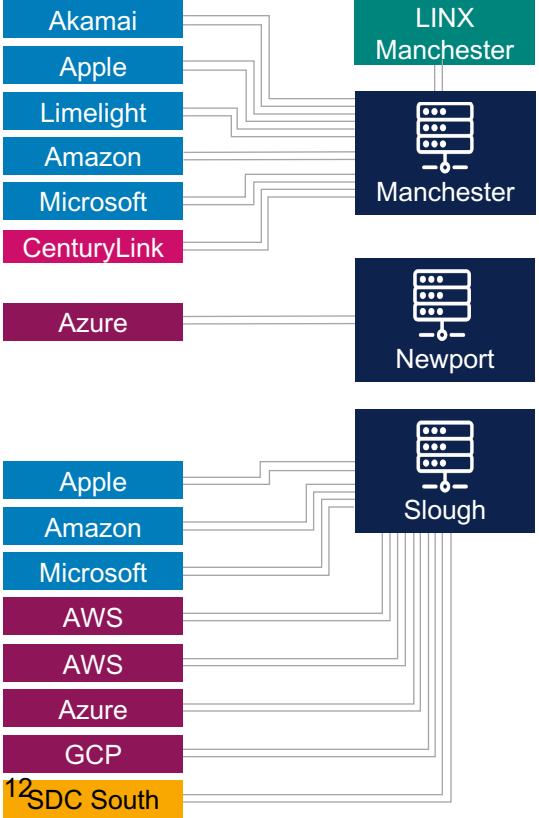 Akamai
LINX
Manchester
Apple
Limelight
Amazon
Microsoft
CenturyLink
Manchester
Azure
Newport
Apple
Amazon
Microsoft
Slough
AWS
AWS
Azure
GCP
12
SDC South